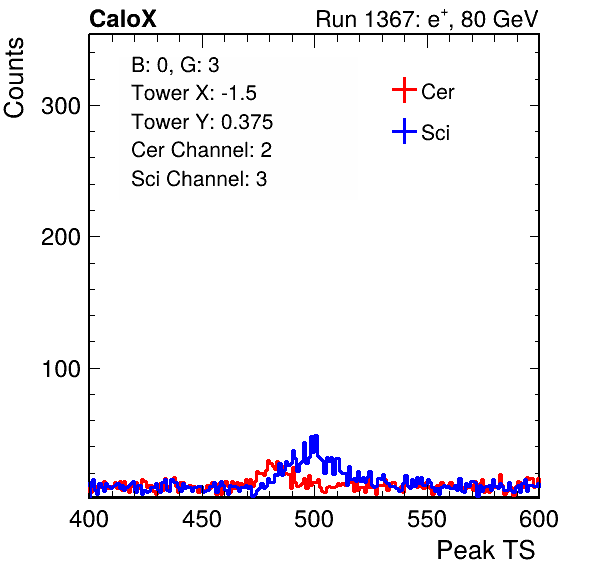 CaloX Run 1367: e⁺, 80 GeV
Counts
B: 0, G: 3
Tower X: -1.5
Tower Y: 0.375
Cer Channel: 2
Sci Channel: 3
Cer
Sci
300
200
100
400 450 500 550 600
Peak TS